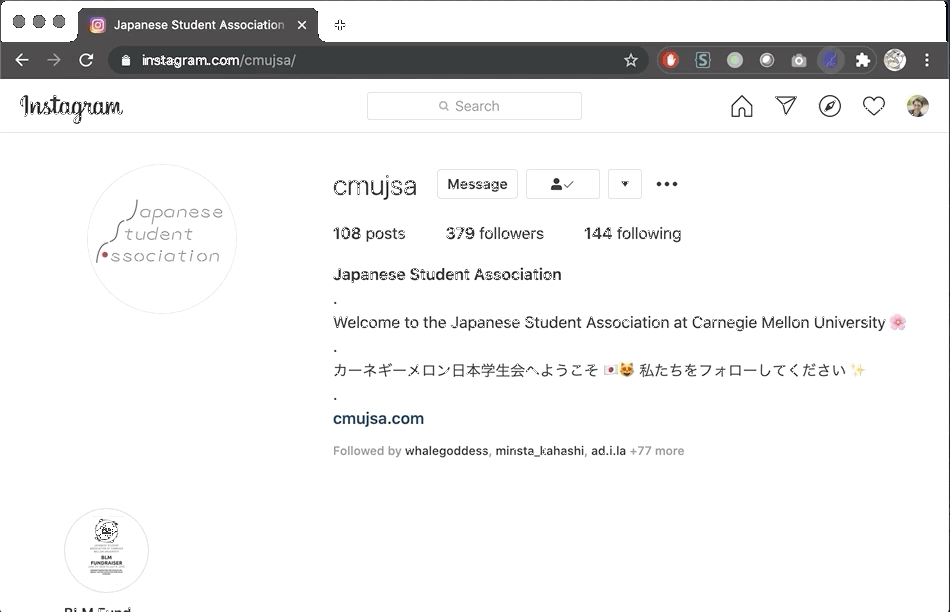 Japanese Student Association
instagram.com/cmujsa/
Instagram
Search
Japanese
Student
Association
cmujsa
Message
108 posts
379 followers
144 following
Japanese Student Association
.
Welcome to the Japanese Student Association at Carnegie Mellon University 🌸
.
カーネギーメロン日本学生会へようこそ 🇯🇵😻 私たちをフォローしてください ✨
.
cmujsa.com
Followed by whalegoddess, minsta_kahashi, ad.i.la +77 more
BLM
FUNDRAISER
BLM Fund